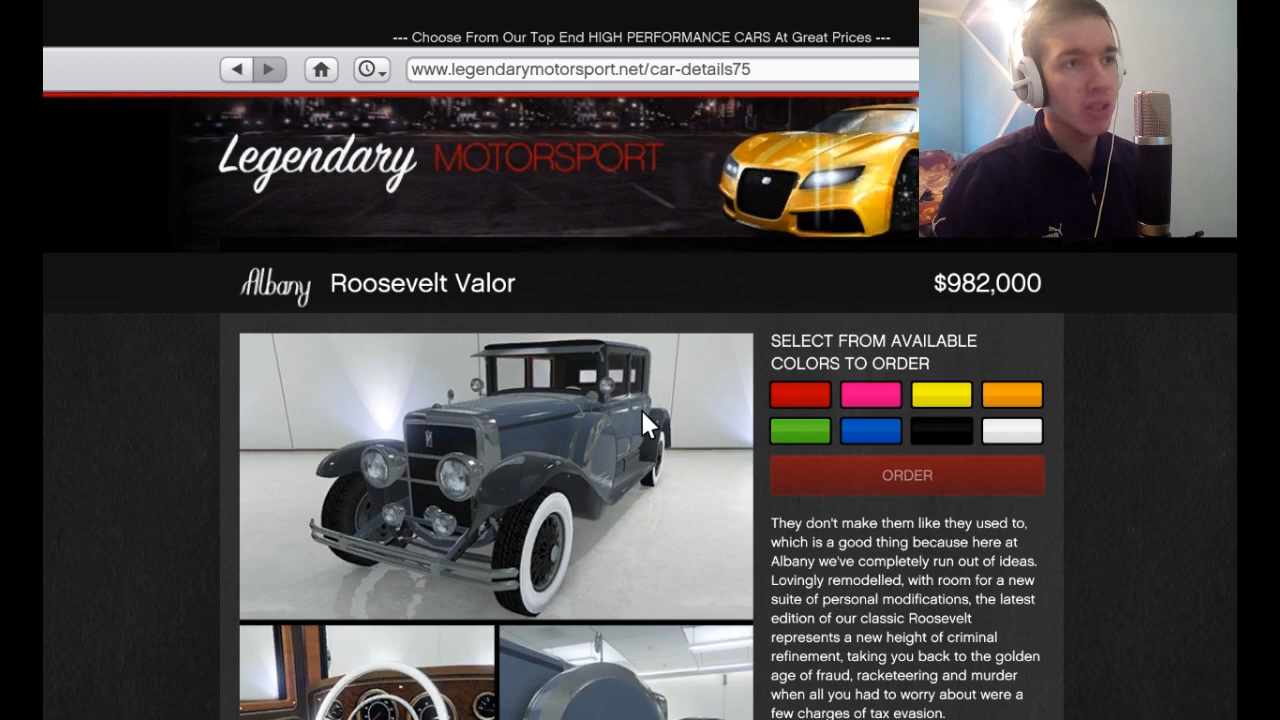 --- Choose From Our Top End HIGH PERFORMANCE CARS At Great Prices ---
www.legendarymotorsport.net/car-details75
Legendary MOTORSPORT
Albany Roosevelt Valor $982,000
SELECT FROM AVAILABLE
COLORS TO ORDER
ORDER
They don't make them like they used to,
which is a good thing because here at
Albany we've completely run out of ideas.
Lovingly remodelled, with room for a new
suite of personal modifications, the latest
edition of our classic Roosevelt
represents a new height of criminal
refinement, taking you back to the golden
age of fraud, racketeering and murder
when all you had to worry about were a
few charges of tax evasion.